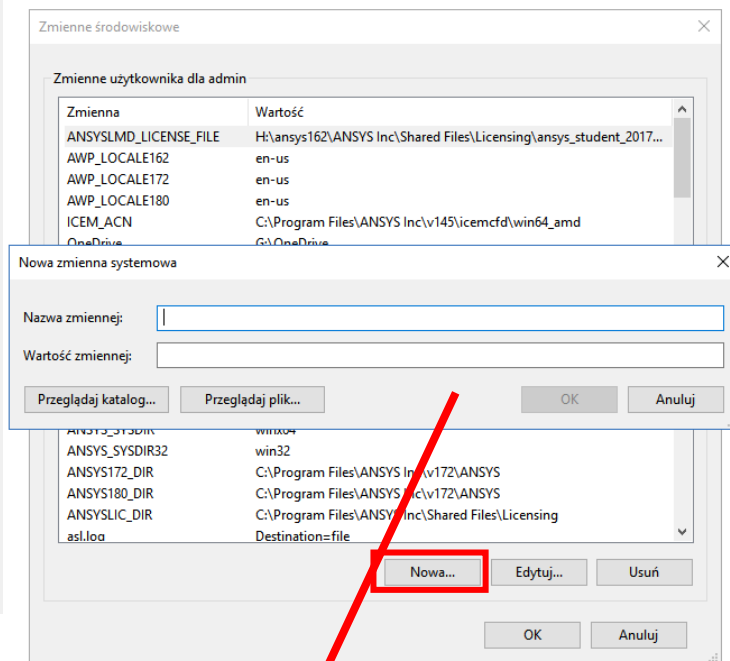 Zmienne środowiskowe
Zmienne użytkownika dla admin
Zmienna Wartość
ANSYSLMD_LICENSE_FILE H:\ansys162\ANSYS Inc\Shared Files\Licensing\ansys_student_2017...
AWP_LOCALE162 en-us
AWP_LOCALE172 en-us
AWP_LOCALE180 en-us
ICEM_ACN C:\Program Files\ANSYS Inc\v145\icemcfd\win64_amd
OneDrive G:\OneDrive
Nowa zmienna systemowa
Nazwa zmiennej:
Wartość zmiennej:
Przeglądaj katalog... Przeglądaj plik... OK Anuluj
ANSYS_SYSDIR winx64
ANSYS_SYSDIR32 win32
ANSYS172_DIR C:\Program Files\ANSYS Inc\v172\ANSYS
ANSYS180_DIR C:\Program Files\ANSYS Inc\v172\ANSYS
ANSYSLIC_DIR C:\Program Files\ANSYS Inc\Shared Files\Licensing
asl.log Destination=file
Nowa... Edytuj... Usuń
OK Anuluj